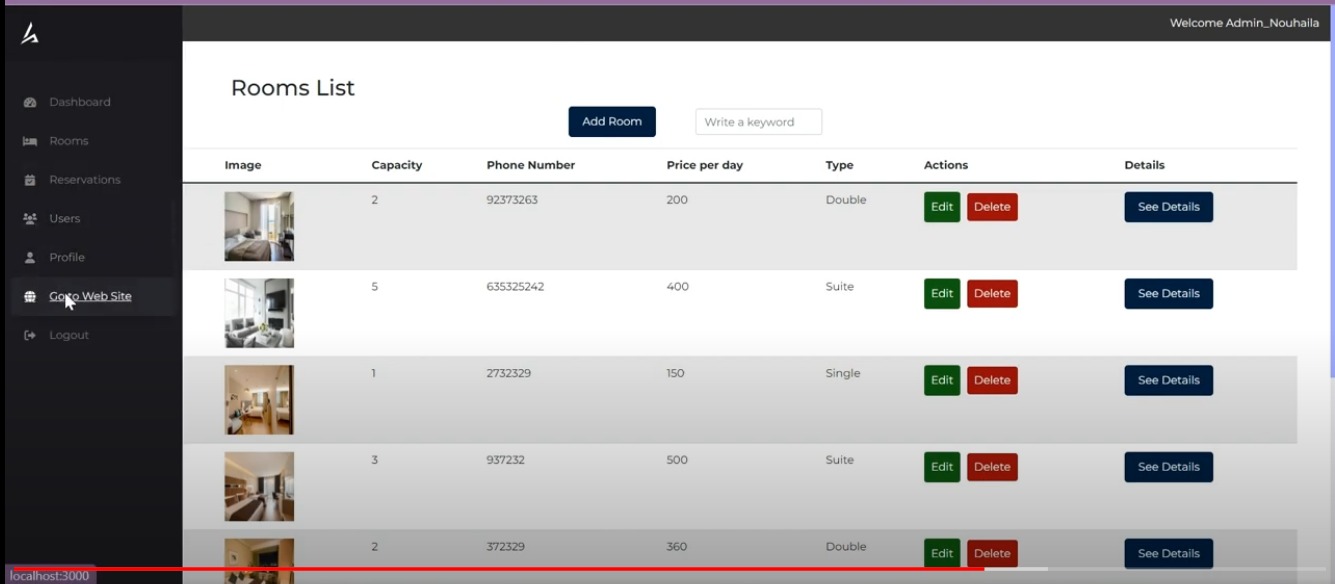 Welcome Admin_Nouhaila
Dashboard
Rooms
Reservations
Users
Profile
Go to Web Site
Logout
Rooms List
Add Room
Write a keyword
Image Capacity Phone Number Price per day Type Actions Details
2 92373263 200 Double Edit Delete See Details
5 635325242 400 Suite Edit Delete See Details
1 2732329 150 Single Edit Delete See Details
3 937232 500 Suite Edit Delete See Details
2 372329 360 Double Edit Delete See Details
localhost:3000